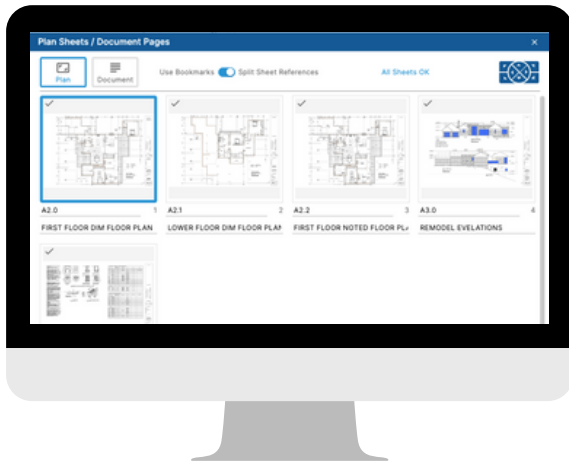 Plan Sheets / Document Pages
Plan
Document
Use Bookmarks
Split Sheet References
All Sheets OK
A2.0 1
FIRST FLOOR DIM FLOOR PLAN
A2.1 2
LOWER FLOOR DIM FLOOR PLAN
A2.2 3
FIRST FLOOR NOTED FLOOR PL
A3.0 4
REMODEL EVELATIONS